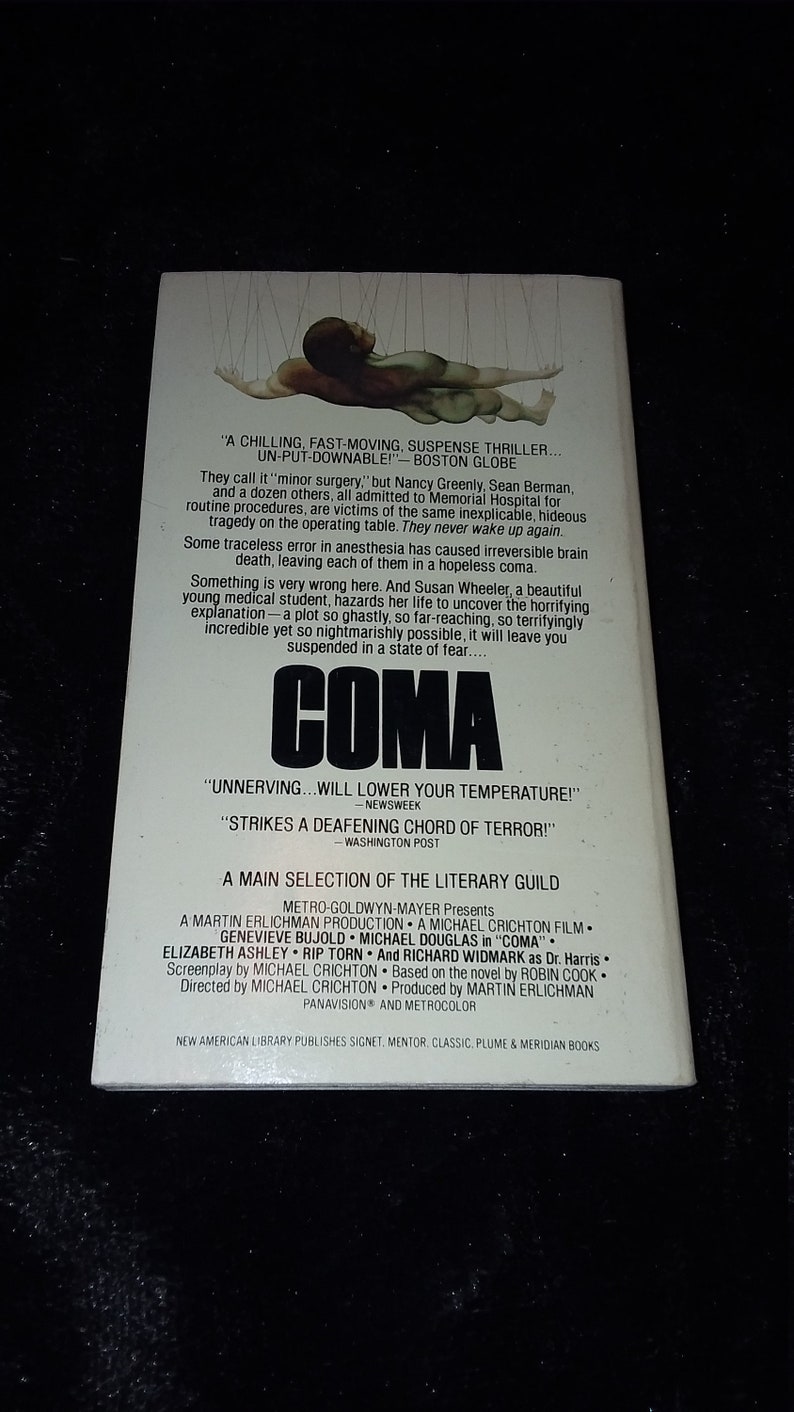 "A CHILLING, FAST-MOVING, SUSPENSE THRILLER...
UN-PUT-DOWNABLE!"— BOSTON GLOBE
They call it "minor surgery," but Nancy Greenly, Sean Berman,
and a dozen others, all admitted to Memorial Hospital for
routine procedures, are victims of the same inexplicable, hideous
tragedy on the operating table. They never wake up again.
Some traceless error in anesthesia has caused irreversible brain
death, leaving each of them in a hopeless coma.
Something is very wrong here. And Susan Wheeler, a beautiful
young medical student, hazards her life to uncover the horrifying
explanation—a plot so ghastly, so far-reaching, so terrifyingly
incredible yet so nightmarishly possible, it will leave you
suspended in a state of fear....
COMA
"UNNERVING...WILL LOWER YOUR TEMPERATURE!"
—NEWSWEEK
"STRIKES A DEAFENING CHORD OF TERROR!"
—WASHINGTON POST
A MAIN SELECTION OF THE LITERARY GUILD
METRO-GOLDWYN-MAYER Presents
A MARTIN ERLICHMAN PRODUCTION • A MICHAEL CRICHTON FILM •
GENEVIEVE BUJOLD • MICHAEL DOUGLAS in "COMA" •
ELIZABETH ASHLEY • RIP TORN • And RICHARD WIDMARK as Dr. Harris •
Screenplay by MICHAEL CRICHTON • Based on the novel by ROBIN COOK •
Directed by MICHAEL CRICHTON • Produced by MARTIN ERLICHMAN
PANAVISION® AND METROCOLOR
NEW AMERICAN LIBRARY PUBLISHES SIGNET, MENTOR, CLASSIC, PLUME & MERIDIAN BOOKS